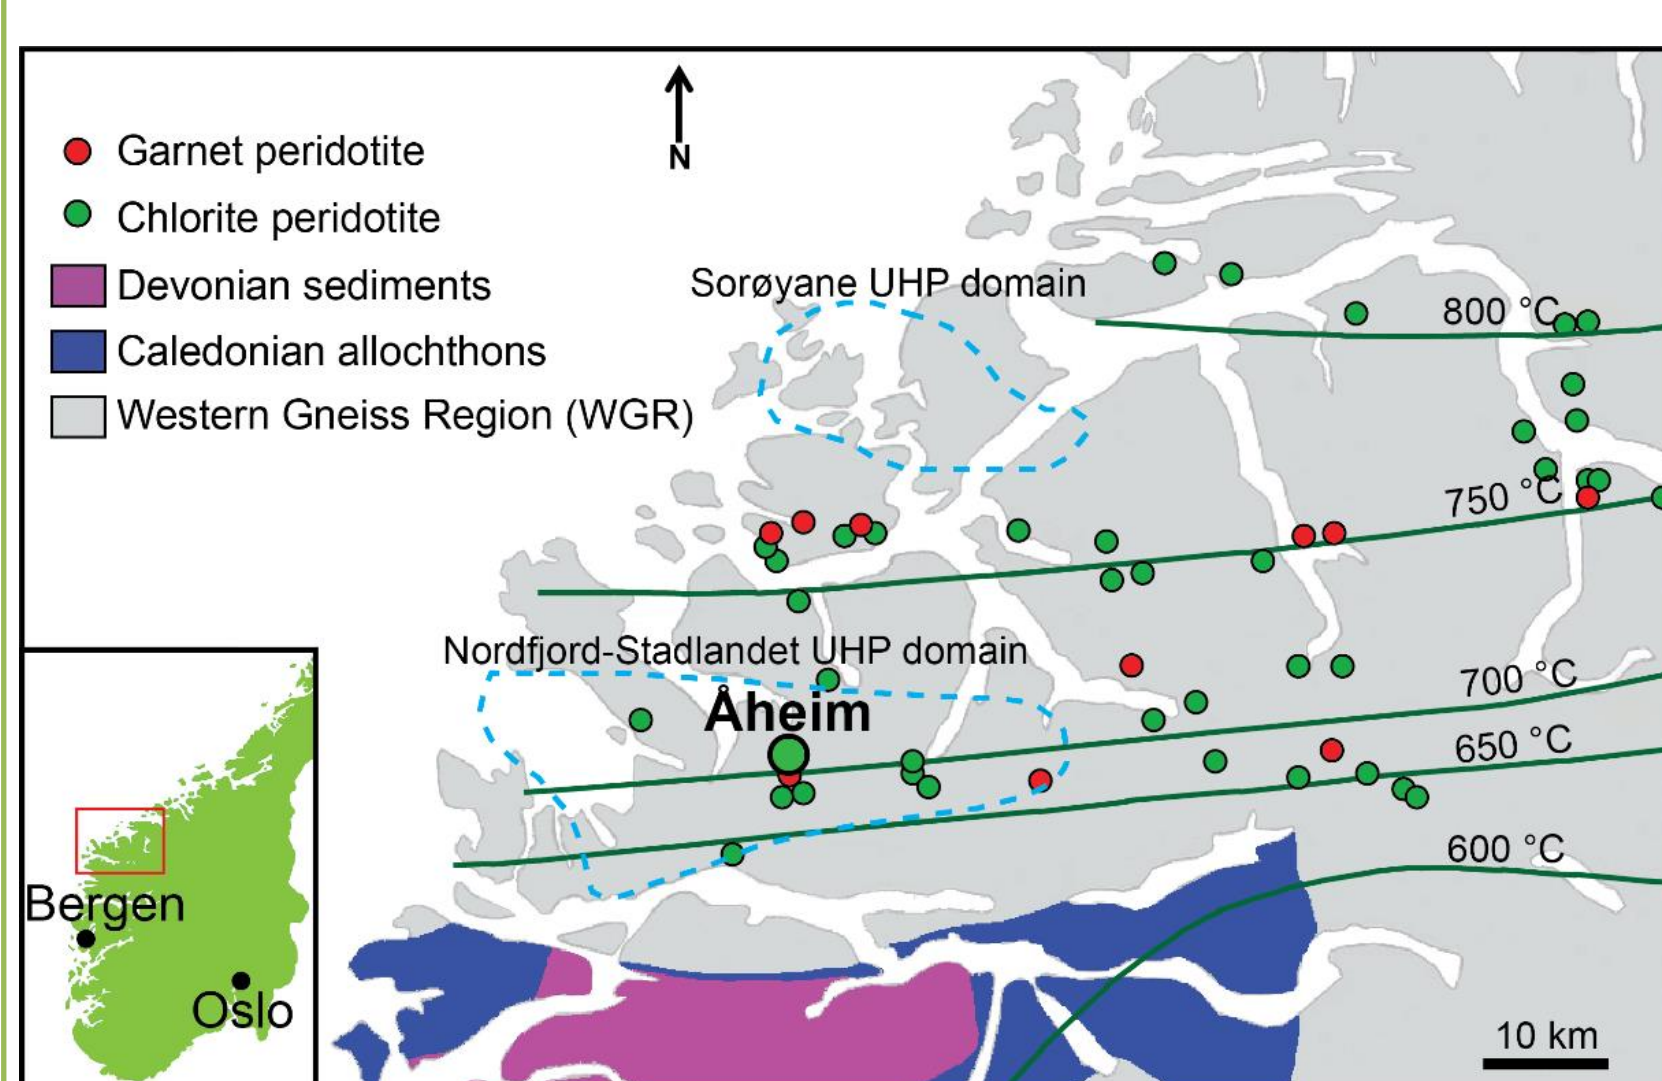 N
Garnet peridotite
Chlorite peridotite
Devonian sediments
Caledonian allochthons
Western Gneiss Region (WGR)
Sorøyane UHP domain
800 °C
750 °C
Nordfjord-Stadlandet UHP domain
Åheim
700 °C
650 °C
600 °C
Bergen
Oslo
10 km